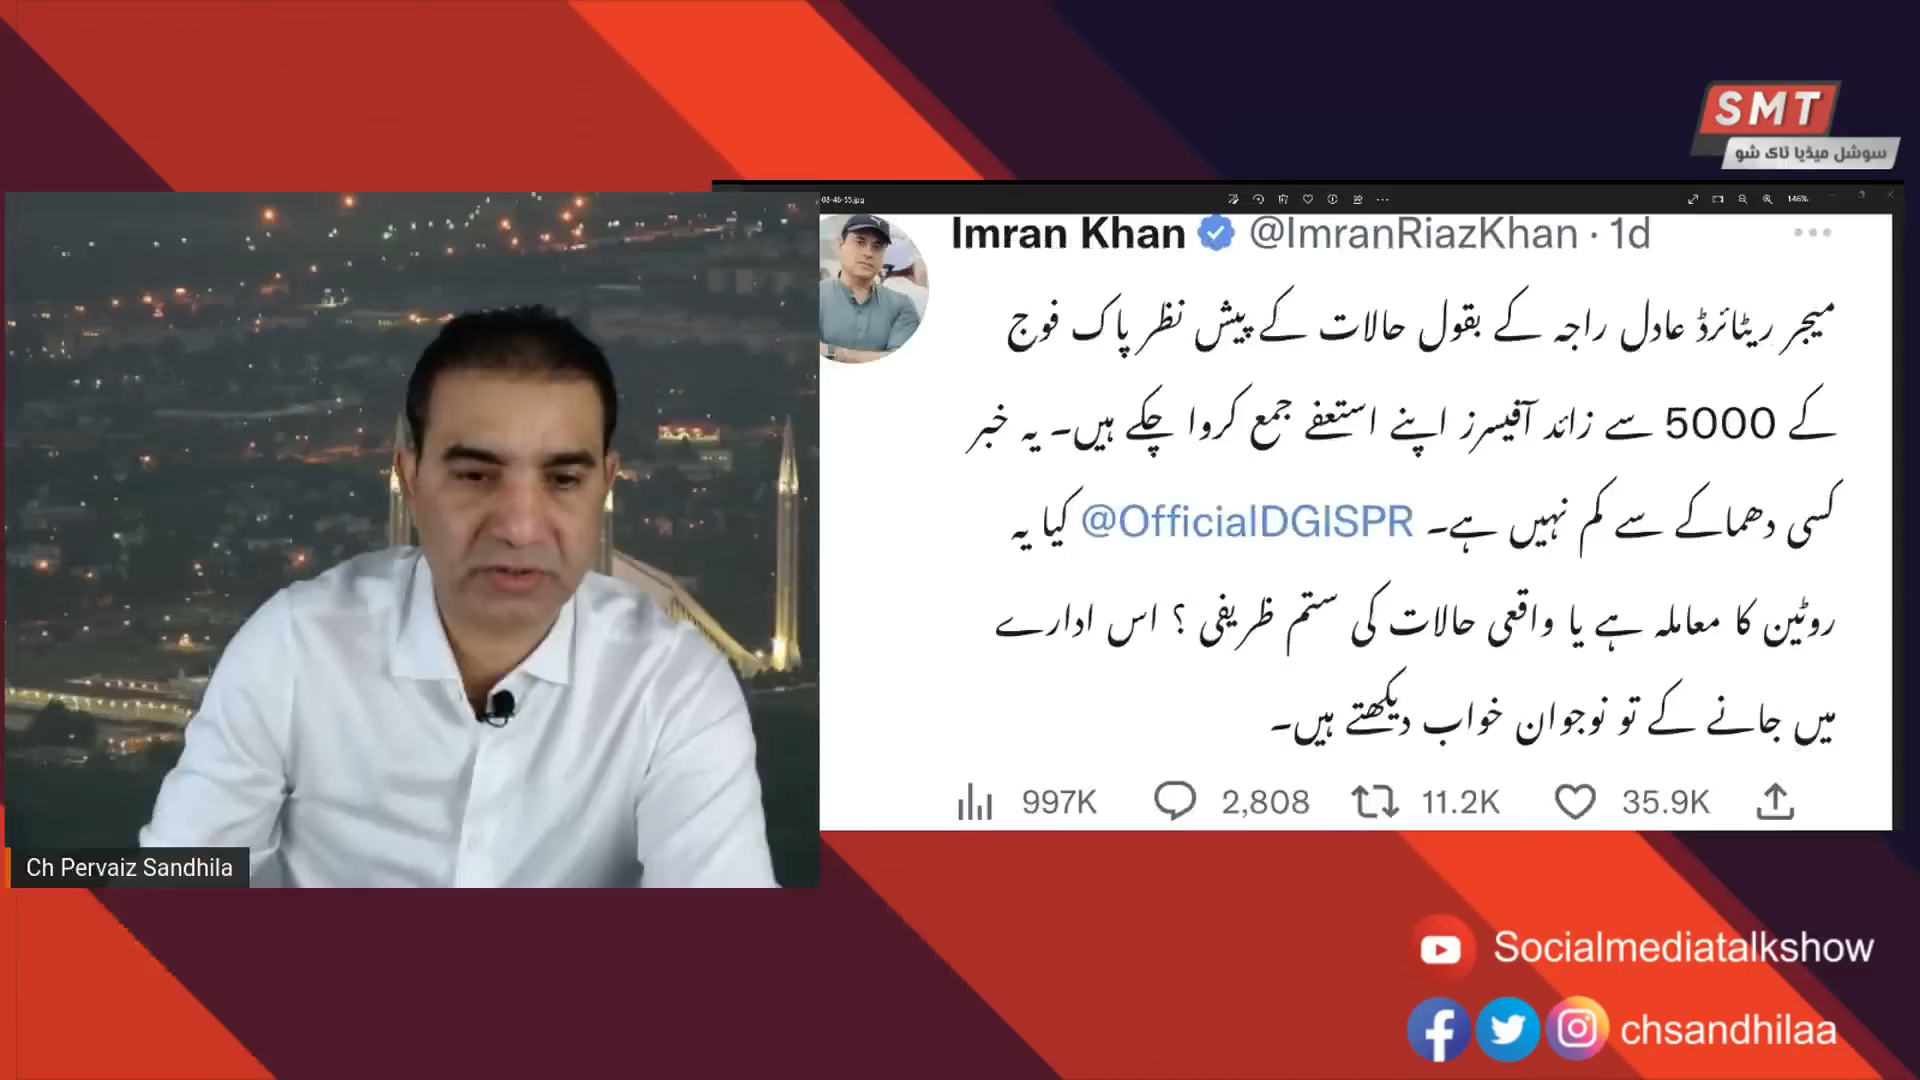 SMT
سوشل میڈیا ٹاک شو
146%
Imran Khan @ImranRiazKhan · 1d
میجر ریٹائرڈ عادل راجہ کے بقول حالات کے پیش نظر پاک فوج
کے 5000 سے زائد آفیسرز اپنے استعفے جمع کروا چکے ہیں۔ یہ خبر
کسی دھماکے سے کم نہیں ہے۔ @OfficialDGISPR کیا یہ
روٹین کا معاملہ ہے یا واقعی حالات کی ستم ظریفی ؟ اس ادارے
میں جانے کے تو نوجوان خواب دیکھتے ہیں۔
997K 2,808 11.2K 35.9K
Ch Pervaiz Sandhila
Socialmediatalkshow
chsandhilaa